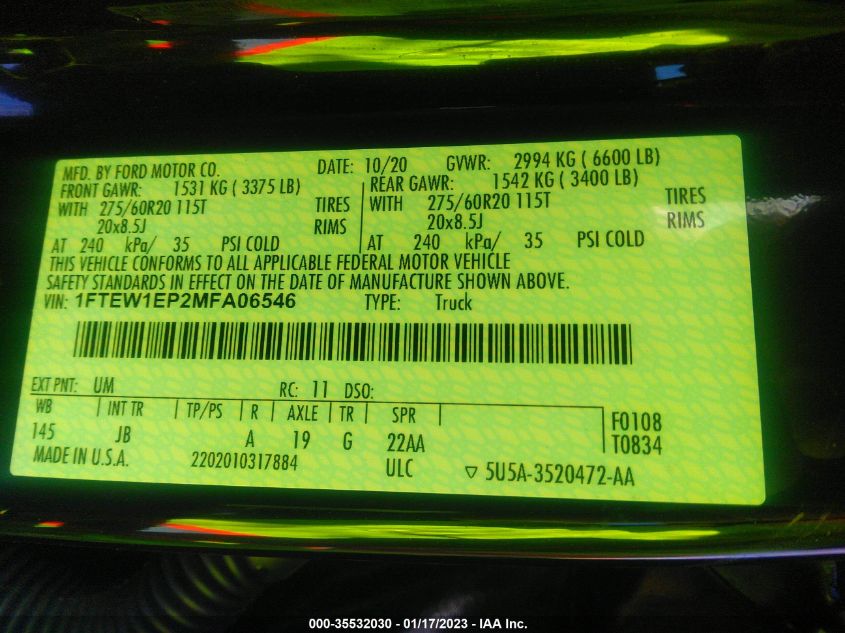 MFD. BY FORD MOTOR CO. DATE: 10/20 GVWR: 2994 KG ( 6600 LB)
FRONT GAWR: 1531 KG ( 3375 LB) REAR GAWR: 1542 KG ( 3400 LB)
WITH 275/60R20 115T TIRES WITH 275/60R20 115T TIRES
20x8.5J RIMS 20x8.5J RIMS
AT 240 kPa/ 35 PSI COLD AT 240 kPa/ 35 PSI COLD
THIS VEHICLE CONFORMS TO ALL APPLICABLE FEDERAL MOTOR VEHICLE
SAFETY STANDARDS IN EFFECT ON THE DATE OF MANUFACTURE SHOWN ABOVE.
VIN: 1FTEW1EP2MFA06546 TYPE: Truck
EXT PNT: UM RC: 11 DSO:
WB INT TR TP/PS R AXLE TR SPR F0108
145 JB A 19 G 22AA T0834
MADE IN U.S.A. 2202010317884 ULC ▽ 5U5A-3520472-AA
000-35532030 - 01/17/2023 - IAA Inc.